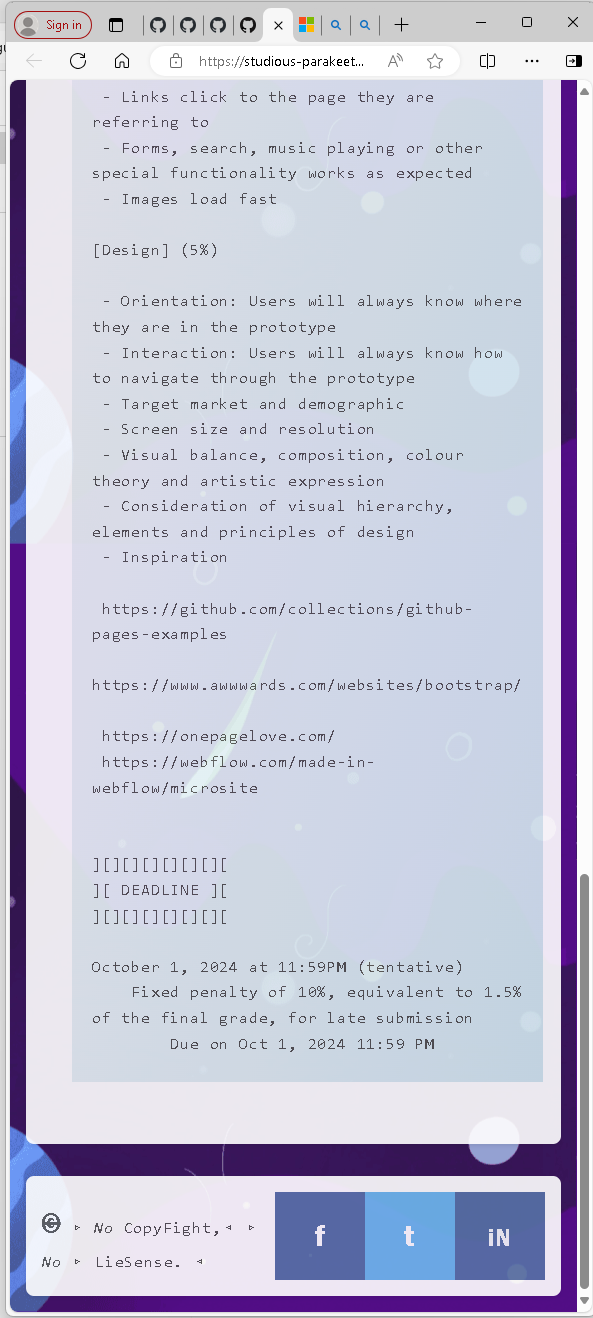 Sign in
https://studious-parakeet...
- Links click to the page they are
referring to
- Forms, search, music playing or other
special functionality works as expected
- Images load fast
[Design] (5%)
- Orientation: Users will always know where
they are in the prototype
- Interaction: Users will always know how
to navigate through the prototype
- Target market and demographic
- Screen size and resolution
- Visual balance, composition, colour
theory and artistic expression
- Consideration of visual hierarchy,
elements and principles of design
- Inspiration
https://github.com/collections/github-
pages-examples
https://www.awwwards.com/websites/bootstrap/
https://onepagelove.com/
https://webflow.com/made-in-
webflow/microsite
][][][][][][][
][ DEADLINE ][
][][][][][][][
October 1, 2024 at 11:59PM (tentative)
Fixed penalty of 10%, equivalent to 1.5%
of the final grade, for late submission
Due on Oct 1, 2024 11:59 PM
▹ No CopyFight,◃ ▹
No ▹ LieSense. ◃
f t iN